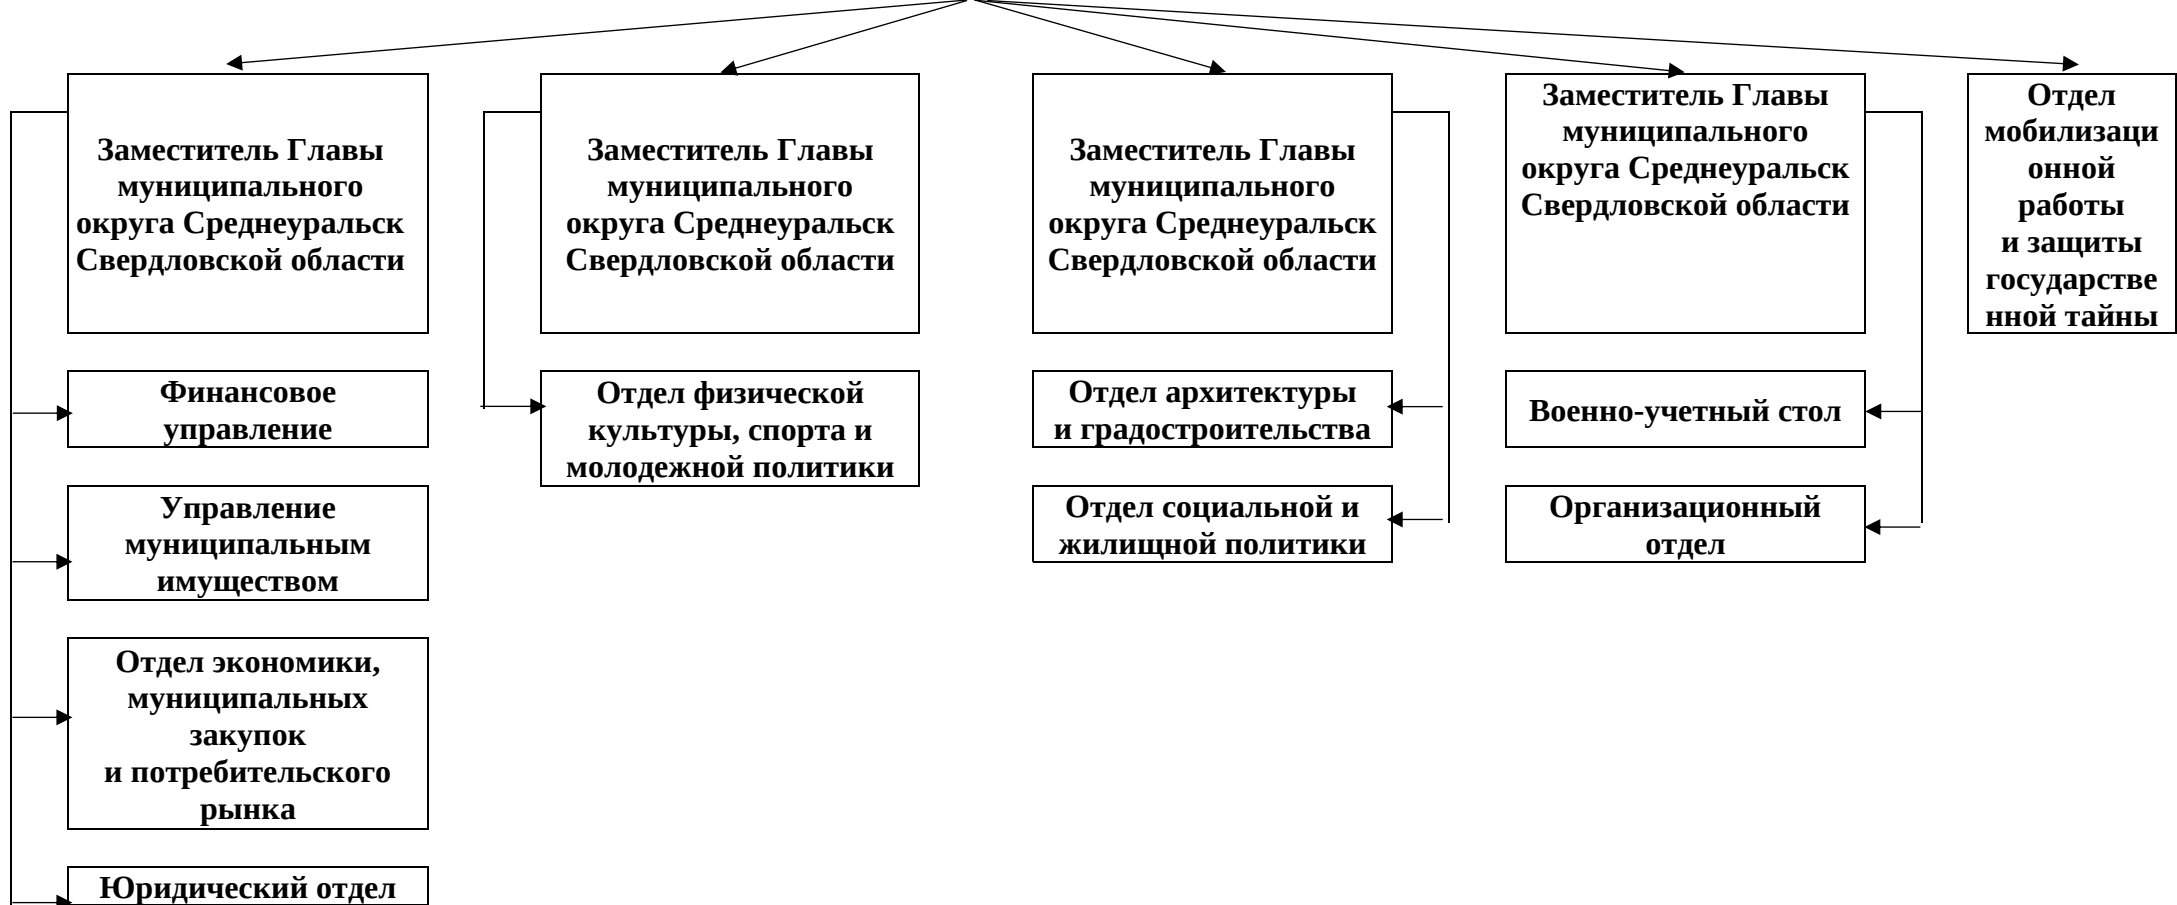 Заместитель Главы
муниципального
округа Среднеуральск
Свердловской области
Заместитель Главы
муниципального
округа Среднеуральск
Свердловской области
Заместитель Главы
муниципального
округа Среднеуральск
Свердловской области
Заместитель Главы
муниципального
округа Среднеуральск
Свердловской области
Отдел
мобилизаци
онной
работы
и защиты
государстве
нной тайны
Финансовое
управление
Отдел физической
культуры, спорта и
молодежной политики
Отдел архитектуры
и градостроительства
Военно-учетный стол
Управление
муниципальным
имуществом
Отдел социальной и
жилищной политики
Организационный
отдел
Отдел экономики,
муниципальных
закупок
и потребительского
рынка
Юридический отдел